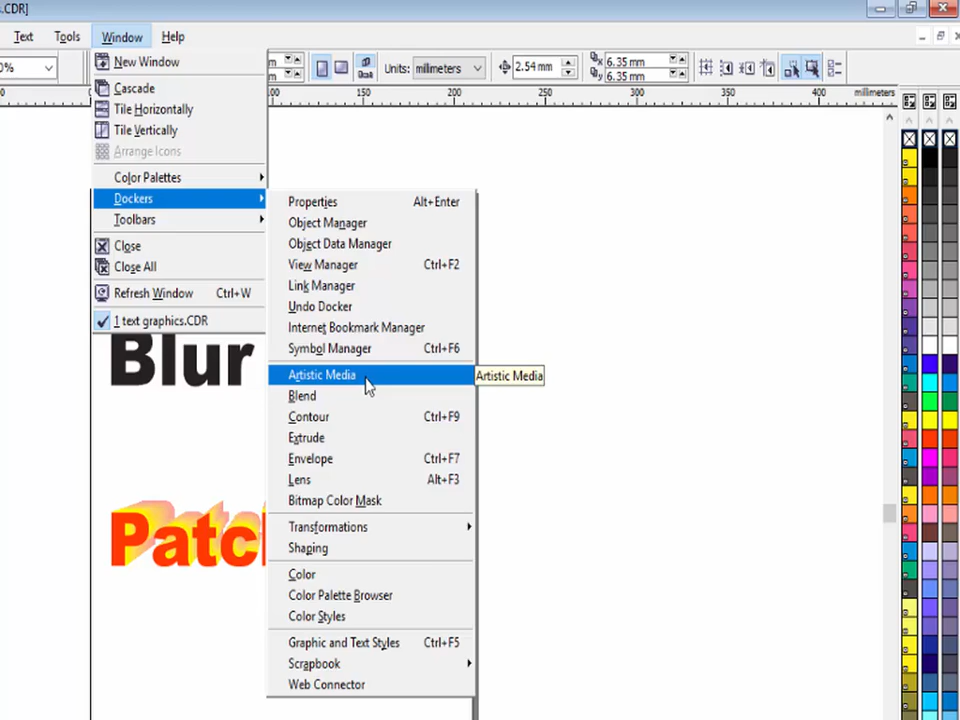 s.CDR]
Text Tools Window Help
0% New Window m Units: millimeters 2.54 mm 6.35 mm
6.35 mm
Cascade
00 150 200 250 300 350 400 millimeters
Tile Horizontally
Tile Vertically
Arrange Icons
Color Palettes
Dockers
Toolbars
Close
Close All
Refresh Window Ctrl+W
1 text graphics.CDR
Properties Alt+Enter
Object Manager
Object Data Manager
View Manager Ctrl+F2
Link Manager
Undo Docker
Internet Bookmark Manager
Symbol Manager Ctrl+F6
Artistic Media
Artistic Media
Blend
Contour Ctrl+F9
Extrude
Envelope Ctrl+F7
Lens Alt+F3
Bitmap Color Mask
Transformations
Shaping
Color
Color Palette Browser
Color Styles
Graphic and Text Styles Ctrl+F5
Scrapbook
Web Connector
Blur
Patc